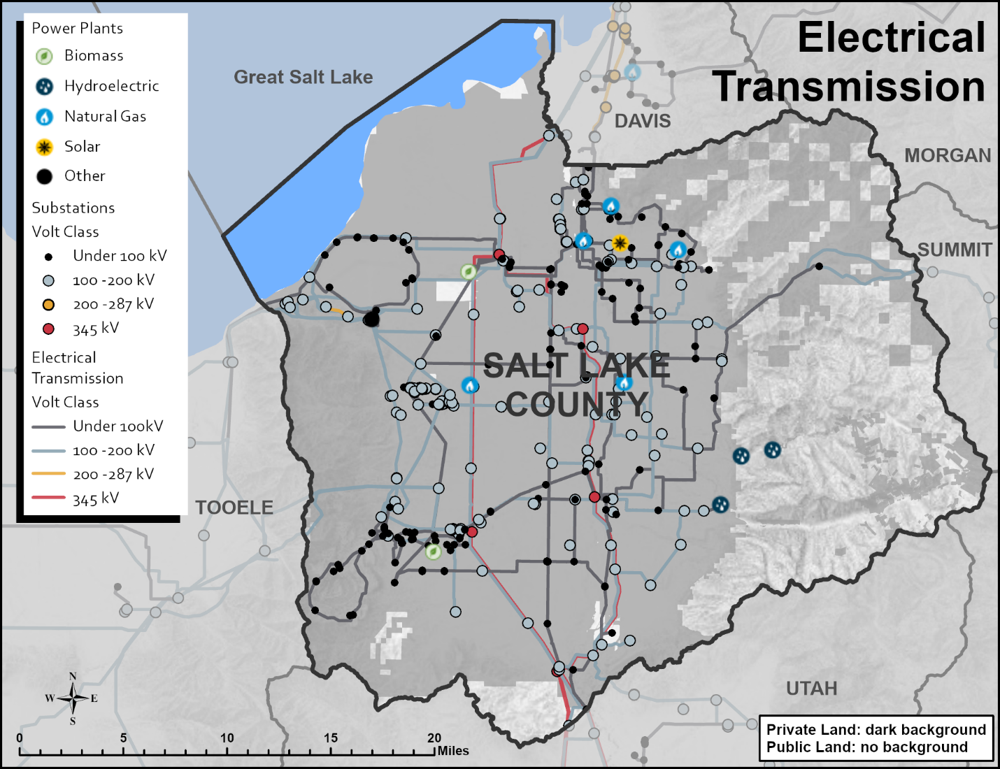 Electrical
Transmission
Power Plants
Biomass
Hydroelectric
Natural Gas
Solar
Other
Substations
Volt Class
Under 100 kV
100 -200 kV
200 -287 kV
345 kV
Electrical
Transmission
Volt Class
Under 100kV
100 -200 kV
200 -287 kV
345 kV
Great Salt Lake
DAVIS
MORGAN
SUMMIT
SALT LAKE
COUNTY
TOOELE
UTAH
N
W E
S
0 5 10 15 20
Miles
Private Land: dark background
Public Land: no background